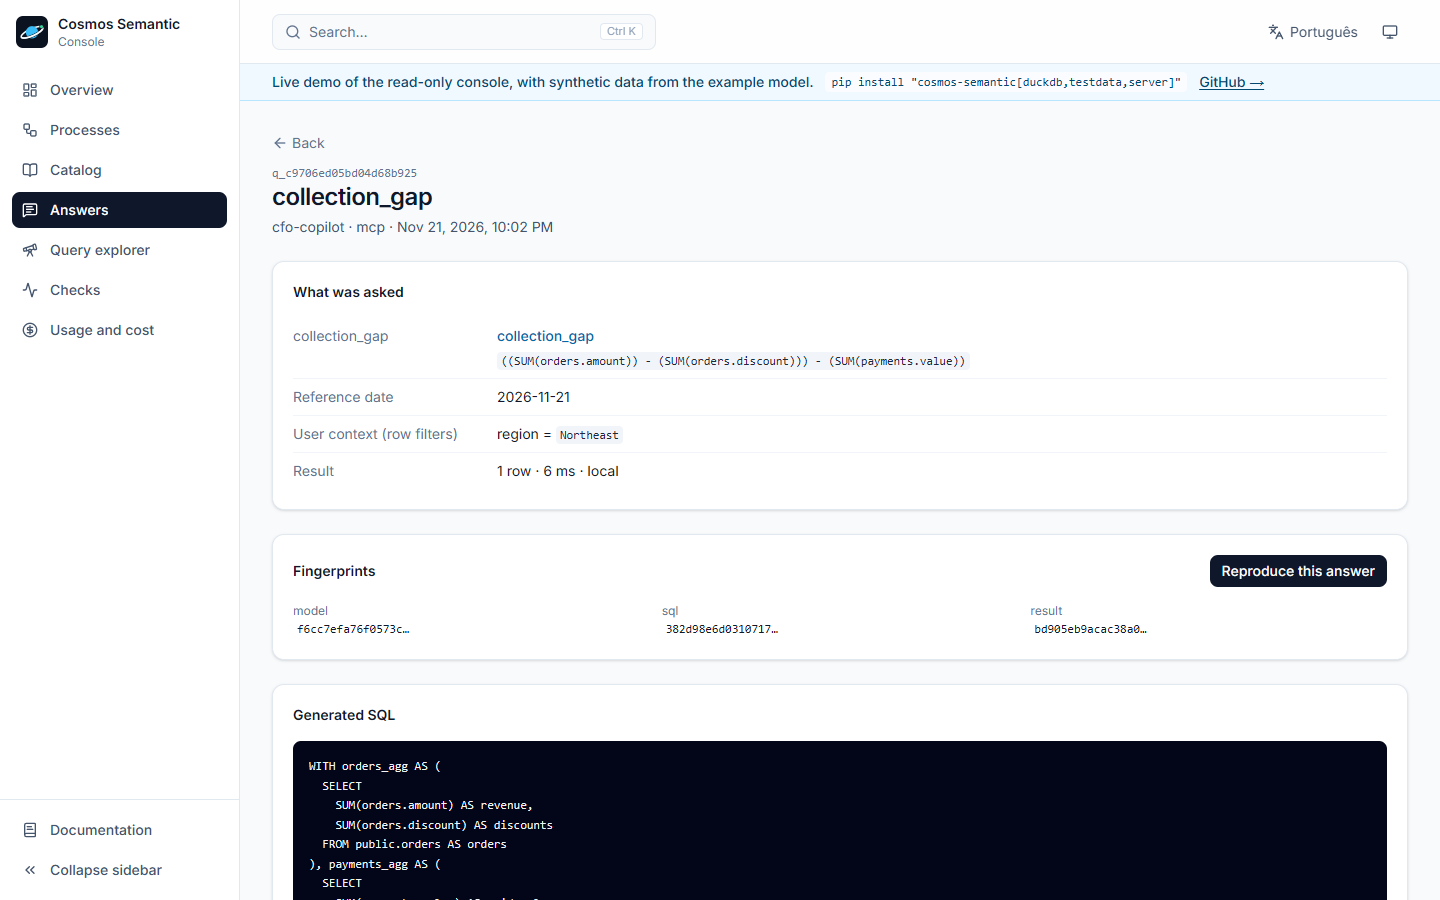 Cosmos Semantic
Console
Search...
Ctrl K
Português
Overview
Processes
Catalog
Answers
Query explorer
Checks
Usage and cost
Documentation
Collapse sidebar
Live demo of the read-only console, with synthetic data from the example model. pip install "cosmos-semantic[duckdb,testdata,server]" GitHub →
← Back
q_c9706ed05bd04d68b925
collection_gap
cfo-copilot · mcp · Nov 21, 2026, 10:02 PM
What was asked
collection_gap collection_gap
((SUM(orders.amount)) - (SUM(orders.discount))) - (SUM(payments.value))
Reference date 2026-11-21
User context (row filters) region = Northeast
Result 1 row · 6 ms · local
Fingerprints
Reproduce this answer
model sql result
f6cc7efa76f0573c… 382d98e6d0310717… bd905eb9acac38a0…
Generated SQL
WITH orders_agg AS (
SELECT
SUM(orders.amount) AS revenue,
SUM(orders.discount) AS discounts
FROM public.orders AS orders
), payments_agg AS (
SELECT